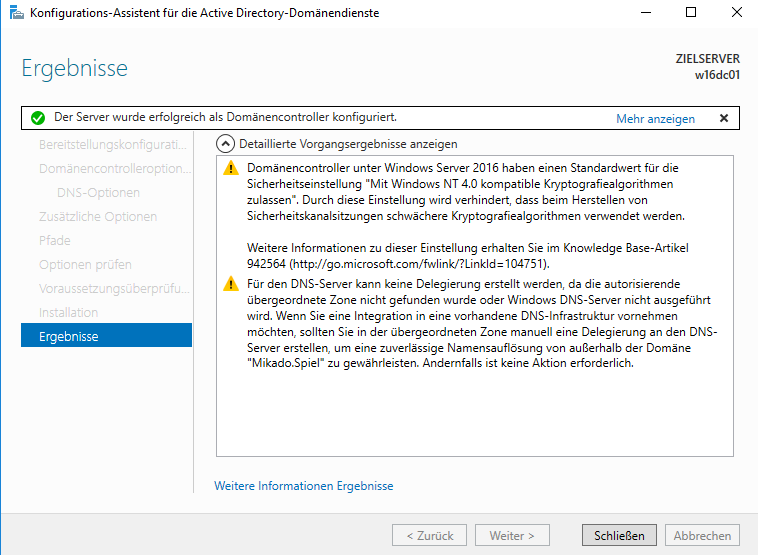 Konfigurations-Assistent für die Active Directory-Domänendienste
Ergebnisse
ZIELSERVER
w16dc01
Der Server wurde erfolgreich als Domänencontroller konfiguriert.
Mehr anzeigen
Bereitstellungskonfigurati...
Domänencontrolleroption...
DNS-Optionen
Zusätzliche Optionen
Pfade
Optionen prüfen
Voraussetzungsüberprüfu...
Installation
Ergebnisse
Detaillierte Vorgangsergebnisse anzeigen
Domänencontroller unter Windows Server 2016 haben einen Standardwert für die
Sicherheitseinstellung "Mit Windows NT 4.0 kompatible Kryptografiealgorithmen
zulassen". Durch diese Einstellung wird verhindert, dass beim Herstellen von
Sicherheitskanalsitzungen schwächere Kryptografiealgorithmen verwendet werden.
Weitere Informationen zu dieser Einstellung erhalten Sie im Knowledge Base-Artikel
942564 (http://go.microsoft.com/fwlink/?LinkId=104751).
Für den DNS-Server kann keine Delegierung erstellt werden, da die autorisierende
übergeordnete Zone nicht gefunden wurde oder Windows DNS-Server nicht ausgeführt
wird. Wenn Sie eine Integration in eine vorhandene DNS-Infrastruktur vornehmen
möchten, sollten Sie in der übergeordneten Zone manuell eine Delegierung an den DNS-
Server erstellen, um eine zuverlässige Namensauflösung von außerhalb der Domäne
"Mikado.Spiel" zu gewährleisten. Andernfalls ist keine Aktion erforderlich.
Weitere Informationen Ergebnisse
< Zurück
Weiter >
Schließen
Abbrechen